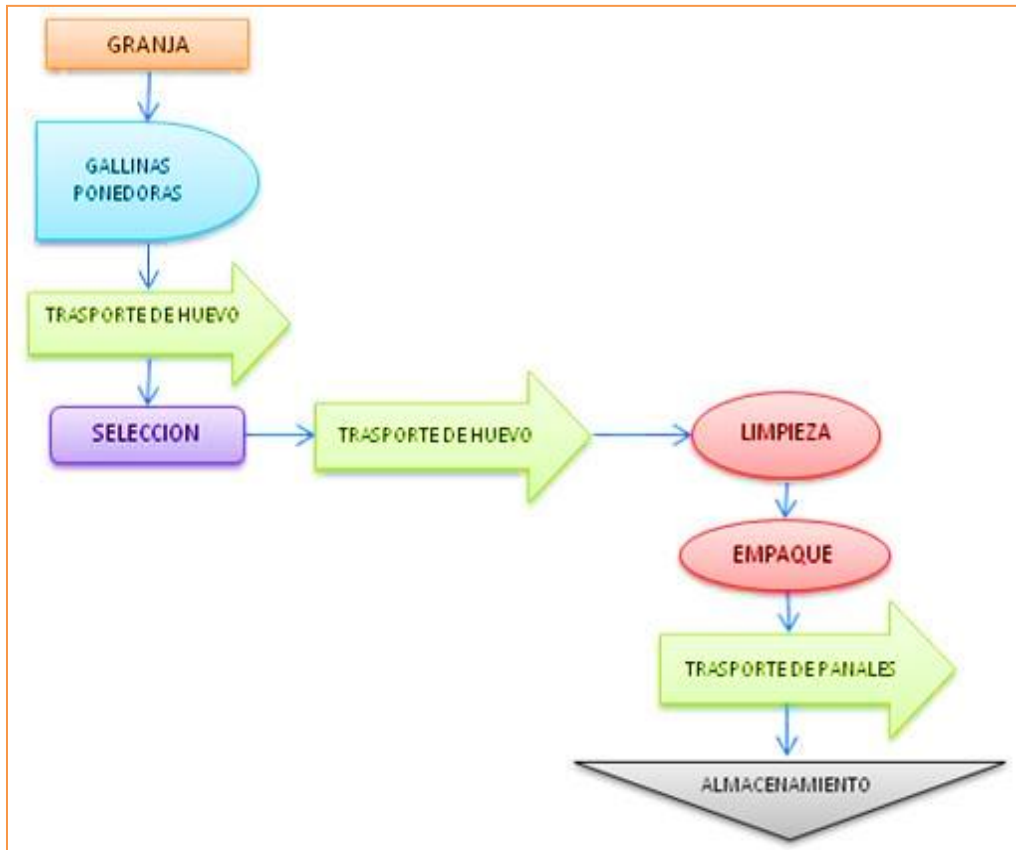 GRANJA
GALLINAS
PONEDORAS
TRASPORTE DE HUEVO
SELECCION
TRASPORTE DE HUEVO
LIMPIEZA
EMPAQUE
TRASPORTE DE PANALES
ALMACENAMIENTO